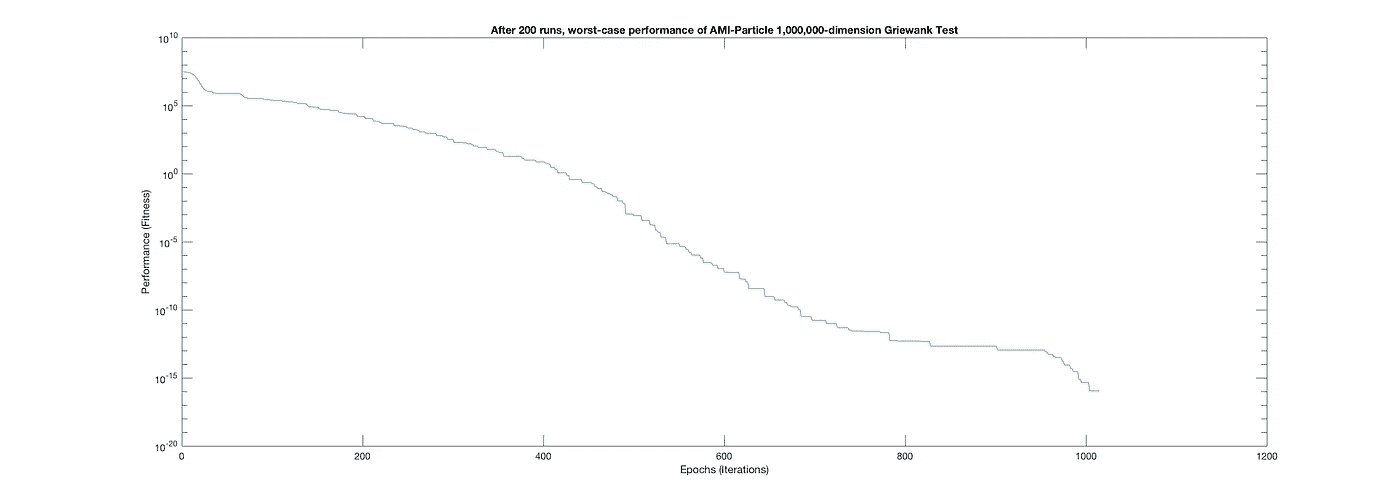 After 200 runs, worst-case performance of AMI-Particle 1,000,000-dimension Griewank Test
10^10
10^5
10^0
10^-5
10^-10
10^-15
10^-20
Performance (Fitness)
0 200 400 600 800 1000 1200
Epochs (Iterations)